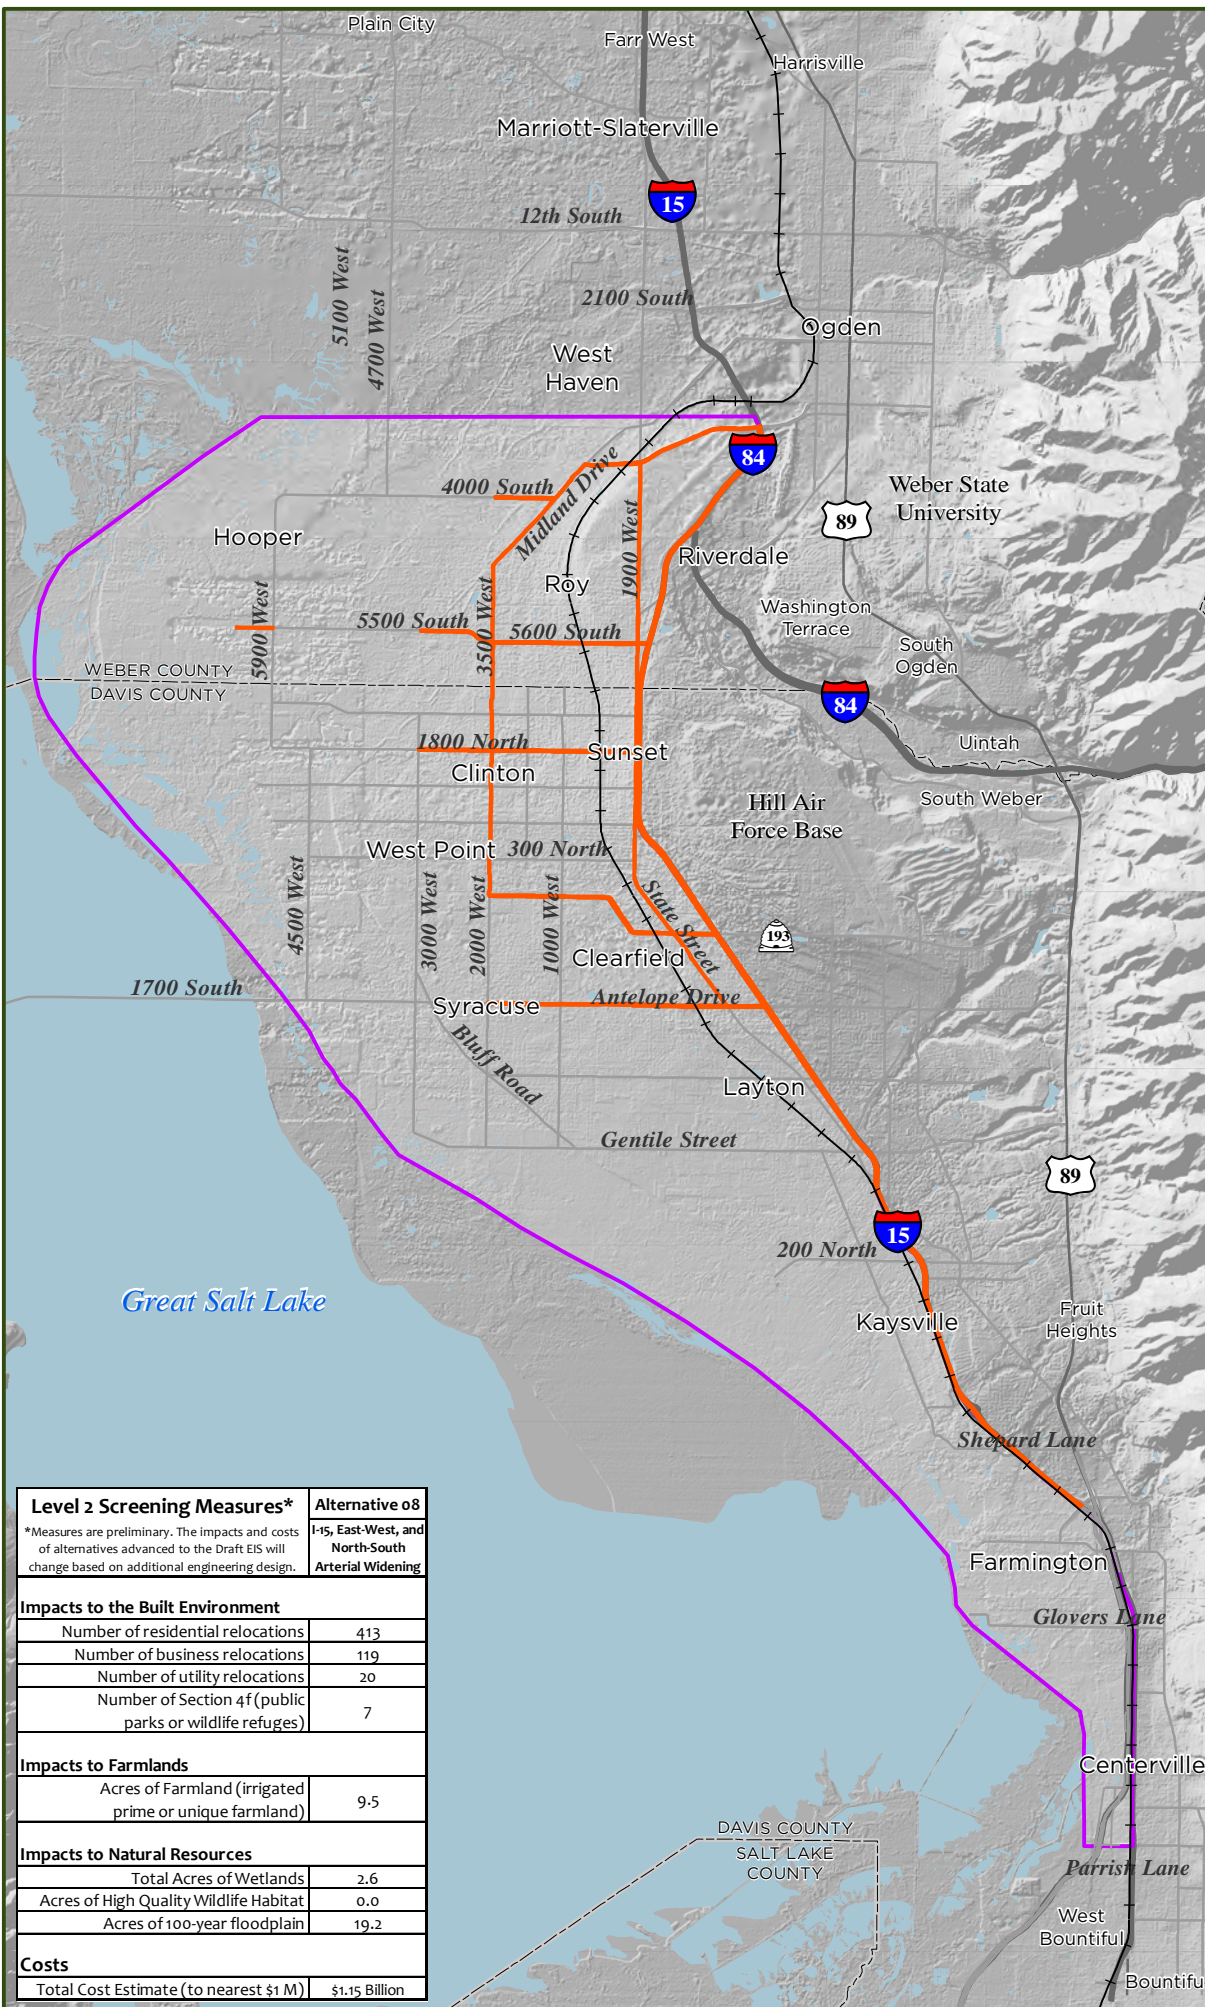 Plain City
Farr West
Harrisville
Marriott-Slaterville
15
12th South
5100 West
4700 West
2100 South
Ogden
West
Haven
84
4000 South
Midland Drive
Weber State
University
89
Hooper
1900 West
Riverdale
Roy
5900 West
3500 West
5500 South
5600 South
Washington
Terrace
South
Ogden
WEBER COUNTY
DAVIS COUNTY
84
1800 North
Sunset
Uintah
Clinton
South Weber
Hill Air
Force Base
West Point
300 North
4500 West
3000 West
2000 West
1000 West
State Street
193
Clearfield
1700 South
Syracuse
Antelope Drive
Bluff Road
Layton
Gentile Street
89
15
200 North
Great Salt Lake
Kaysville
Fruit
Heights
Shepard Lane
Farmington
Glovers Lane
Centerville
DAVIS COUNTY
SALT LAKE
COUNTY
Parrish Lane
West
Bountiful
Bountifu
Level 2 Screening Measures*
Alternative 08
*Measures are preliminary. The impacts and costs
of alternatives advanced to the Draft EIS will
change based on additional engineering design.
I-15, East-West, and
North-South
Arterial Widening
Impacts to the Built Environment
Number of residential relocations 413
Number of business relocations 119
Number of utility relocations 20
Number of Section 4f (public
parks or wildlife refuges) 7
Impacts to Farmlands
Acres of Farmland (irrigated
prime or unique farmland) 9.5
Impacts to Natural Resources
Total Acres of Wetlands 2.6
Acres of High Quality Wildlife Habitat 0.0
Acres of 100-year floodplain 19.2
Costs
Total Cost Estimate (to nearest $1 M) $1.15 Billion